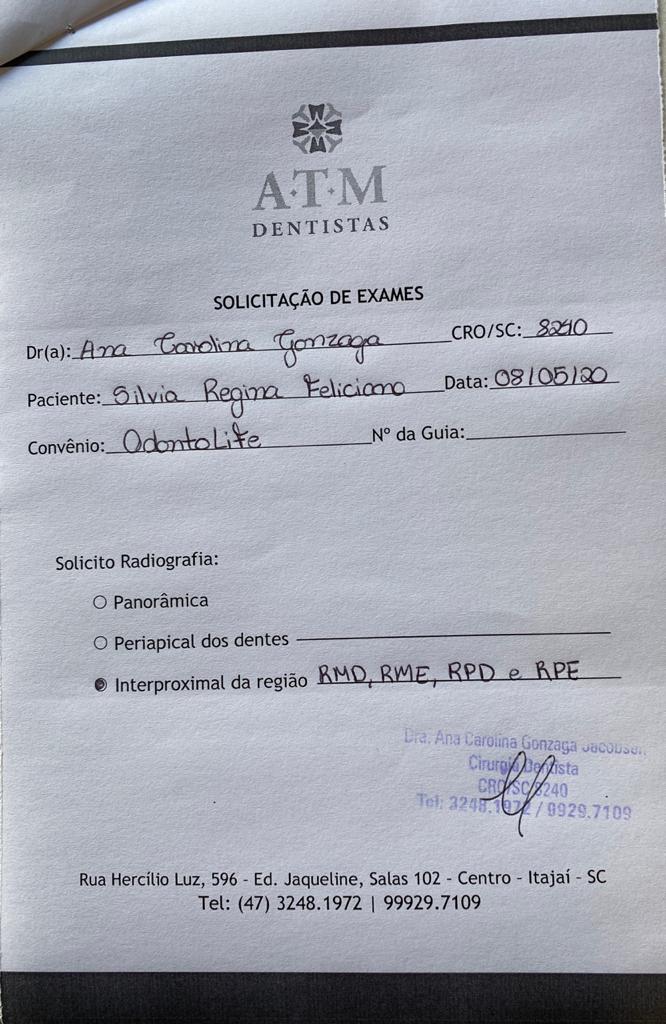 A·T·M
DENTISTAS
SOLICITAÇÃO DE EXAMES
Dr(a): Ana Carolina Gonzaga CRO/SC: 8240
Paciente: Silvia Regina Feliciano Data: 08/05/20
Convênio: OdontoLife Nº da Guia:
Solicito Radiografia:
Panorâmica
Periapical dos dentes
Interproximal da região RMD, RME, RPD e RPE
Dra. Ana Carolina Gonzaga Jacobsen
Cirurgiã Dentista
CRO/SC 8240
Tel: 3248.1972 / 9929.7109
Rua Hercílio Luz, 596 - Ed. Jaqueline, Salas 102 - Centro - Itajaí - SC
Tel: (47) 3248.1972 | 99929.7109